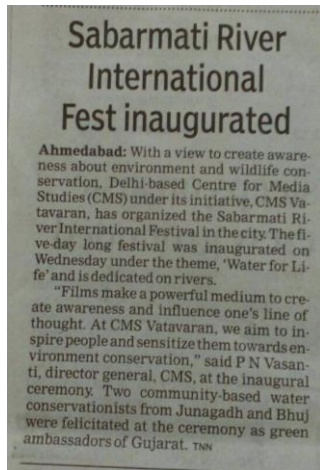 Sabarmati River
International
Fest inaugurated
Ahmedabad: With a view to create aware-
ness about environment and wildlife con-
servation, Delhi-based Centre for Media
Studies (CMS) under its initiative, CMS Va-
tavaran, has organized the Sabarmati Ri-
ver International Festival in the city. The fi-
ve-day long festival was inaugurated on
Wednesday under the theme, 'Water for Li-
fe' and is dedicated on rivers.
"Films make a powerful medium to cre-
ate awareness and influence one's line of
thought. At CMS Vatavaran, we aim to in-
spire people and sensitize them towards en-
vironment conservation," said P N Vasan-
ti, director general, CMS, at the inaugural
ceremony. Two community-based water
conservationists from Junagadh and Bhuj
were felicitated at the ceremony as green
ambassadors of Gujarat. TNN